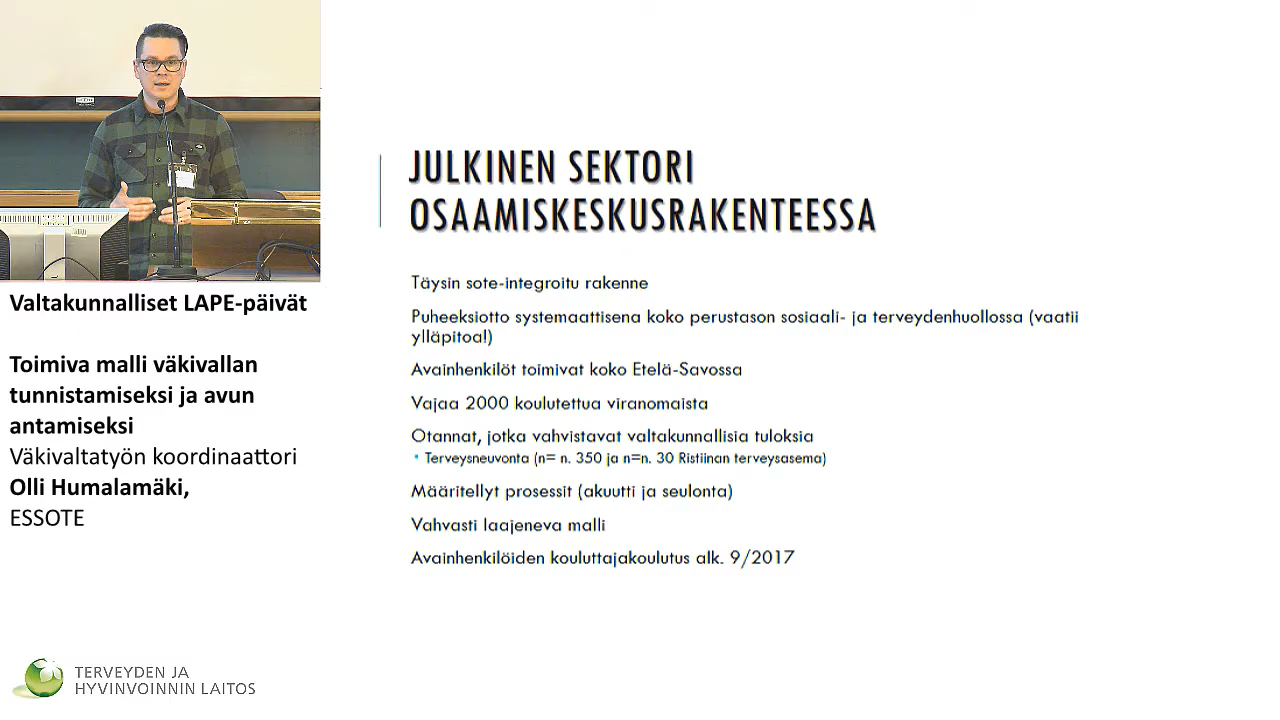 Valtakunnalliset LAPE-päivät
Toimiva malli väkivallan
tunnistamiseksi ja avun
antamiseksi
Väkivaltatyön koordinaattori
Olli Humalamäki,
ESSOTE
TERVEYDEN JA
HYVINVOINNIN LAITOS
JULKINEN SEKTORI
OSAAMISKESKUSRAKENTEESSA
Täysin sote-integroitu rakenne
Puheeksiotto systemaattisena koko perustason sosiaali- ja terveydenhuollossa (vaatii
ylläpitoa!)
Avainhenkilöt toimivat koko Etelä-Savossa
Vajaa 2000 koulutettua viranomaista
Otannat, jotka vahvistavat valtakunnallisia tuloksia
• Terveysneuvonta (n= n. 350 ja n=n. 30 Ristiinan terveysasema)
Määritellyt prosessit (akuutti ja seulonta)
Vahvasti laajeneva malli
Avainhenkilöiden kouluttajakoulutus alk. 9/2017